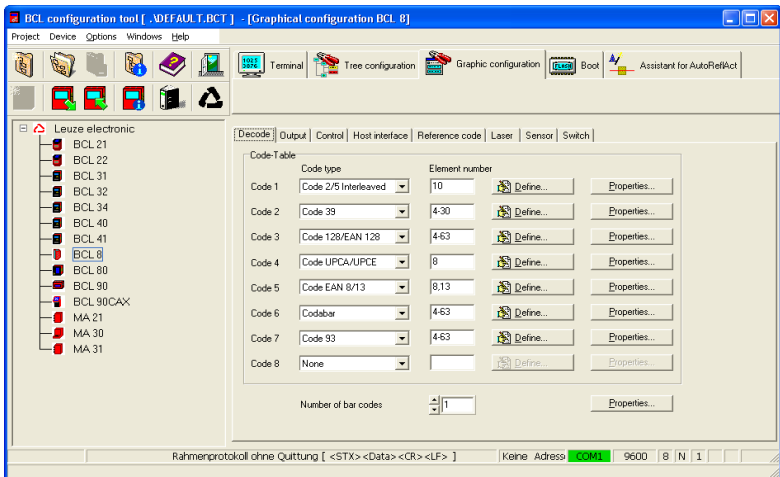 BCL configuration tool [ .\DEFAULT.BCT ] - [Graphical configuration BCL 8]
Project Device Options Windows Help
Terminal Tree configuration Graphic configuration FLASH Boot Assistant for AutoReflAct
Leuze electronic
BCL 21
BCL 22
BCL 31
BCL 32
BCL 34
BCL 40
BCL 41
BCL 8
BCL 80
BCL 90
BCL 90CAX
MA 21
MA 30
MA 31
Decode Output Control Host interface Reference code Laser Sensor Switch
Code-Table
Code type Element number
Code 1 Code 2/5 Interleaved 10 Define... Properties...
Code 2 Code 39 4-30 Define... Properties...
Code 3 Code 128/EAN 128 4-63 Define... Properties...
Code 4 Code UPCA/UPCE 8 Define... Properties...
Code 5 Code EAN 8/13 8,13 Define... Properties...
Code 6 Codabar 4-63 Define... Properties...
Code 7 Code 93 4-63 Define... Properties...
Code 8 None Define... Properties...
Number of bar codes 1 Properties...
Rahmenprotokoll ohne Quittung [ <STX><Data><CR><LF> ] Keine Adress COM1 9600 8 N 1